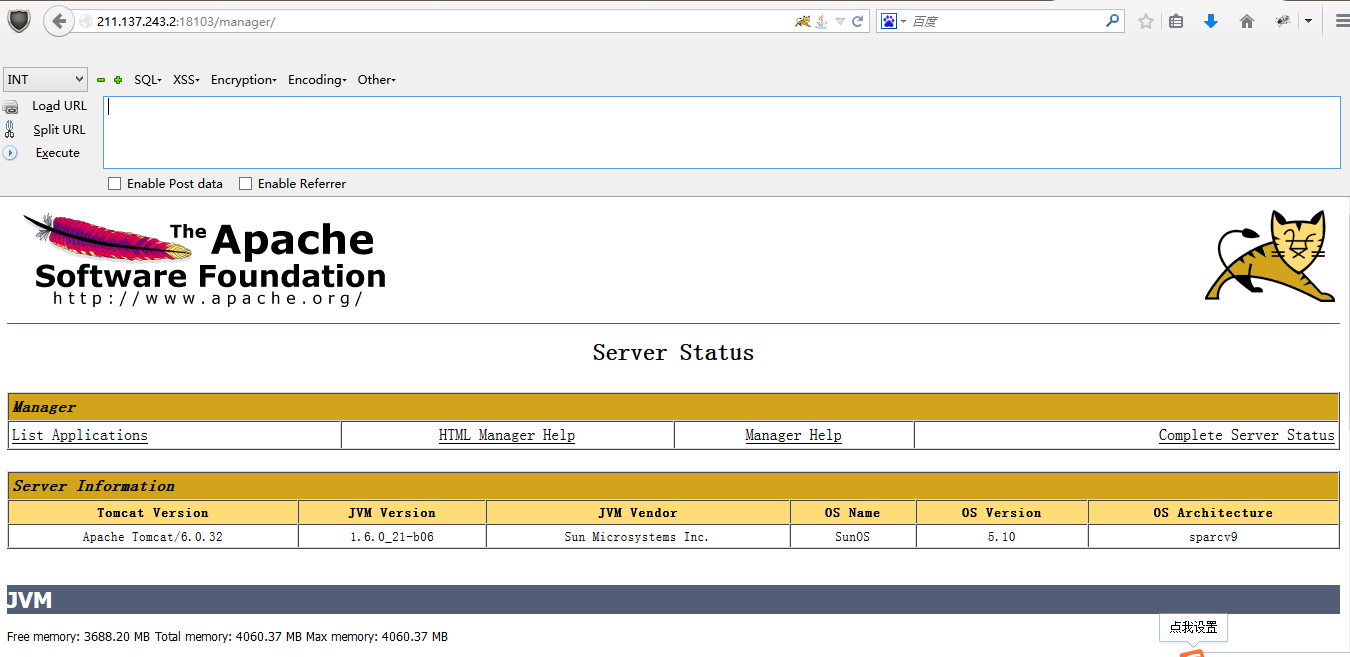 211.137.243.2:18103/manager/
百度
INT SQL XSS Encryption Encoding Other
Load URL
Split URL
Execute
Enable Post data Enable Referrer
The Apache
Software Foundation
http://www.apache.org/
Server Status
Manager
List Applications HTML Manager Help Manager Help Complete Server Status
Server Information
Tomcat Version JVM Version JVM Vendor OS Name OS Version OS Architecture
Apache Tomcat/6.0.32 1.6.0_21-b06 Sun Microsystems Inc. SunOS 5.10 sparcv9
JVM
点我设置
Free memory: 3688.20 MB Total memory: 4060.37 MB Max memory: 4060.37 MB